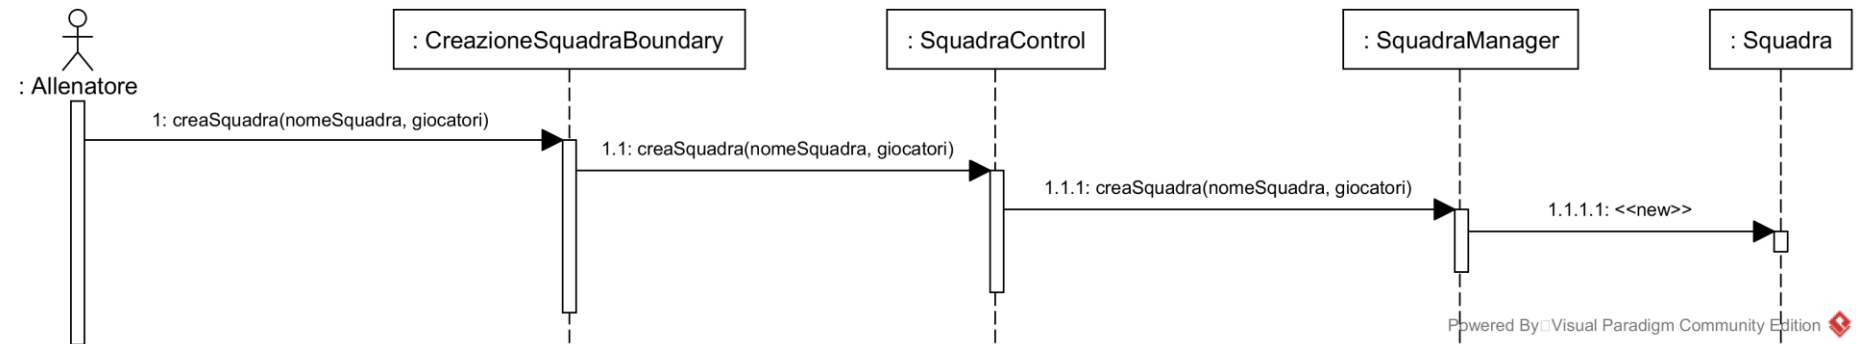 : Allenatore
: CreazioneSquadraBoundary
: SquadraControl
: SquadraManager
: Squadra
1: creaSquadra(nomeSquadra, giocatori)
1.1: creaSquadra(nomeSquadra, giocatori)
1.1.1: creaSquadra(nomeSquadra, giocatori)
1.1.1.1: <<new>>
Powered By Visual Paradigm Community Edition